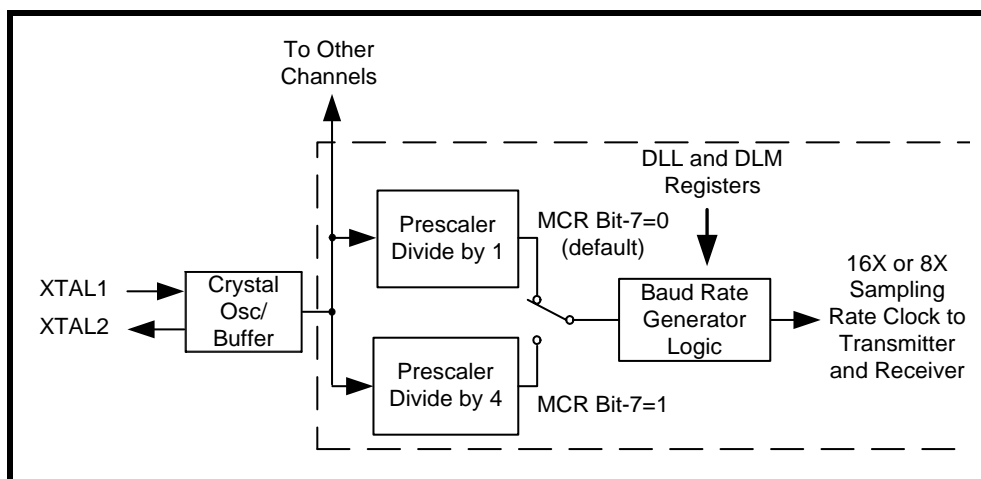 To Other
Channels
DLL and DLM
Registers
Prescaler
Divide by 1
MCR Bit-7=0
(default)
XTAL1
XTAL2
Crystal
Osc/
Buffer
Baud Rate
Generator
Logic
16X or 8X
Sampling
Rate Clock to
Transmitter
and Receiver
Prescaler
Divide by 4
MCR Bit-7=1